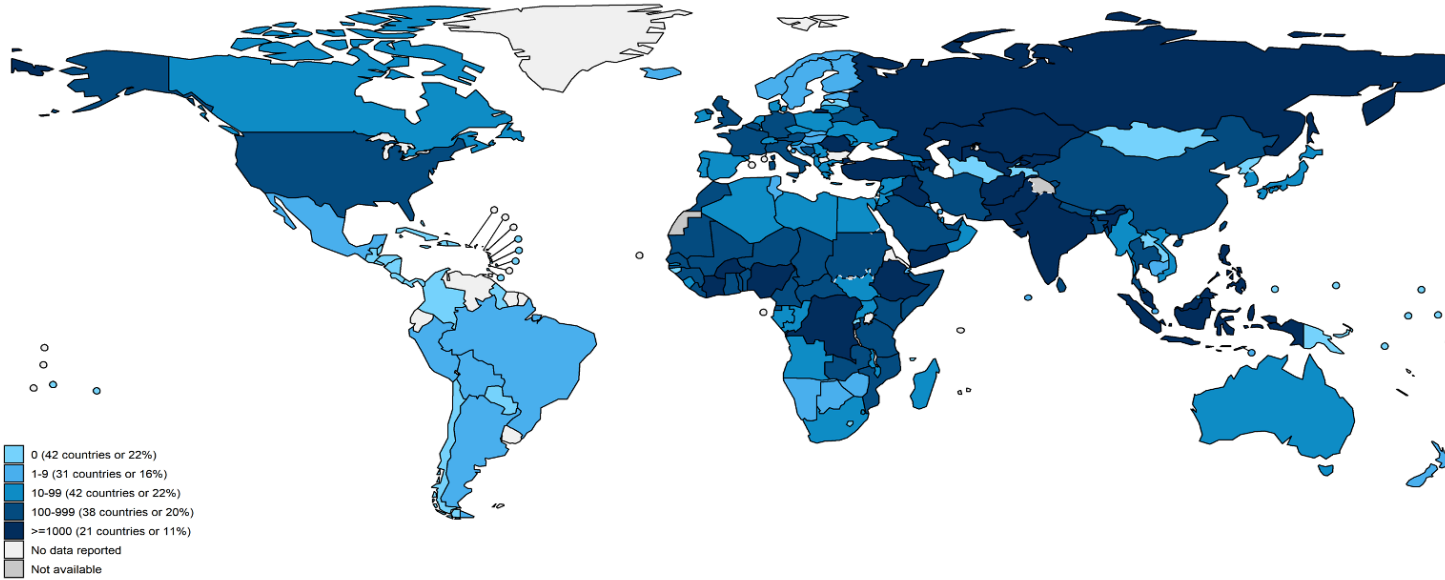 0 (42 countries or 22%)
1-9 (31 countries or 16%)
10-99 (42 countries or 22%)
100-999 (38 countries or 20%)
>=1000 (21 countries or 11%)
No data reported
Not available